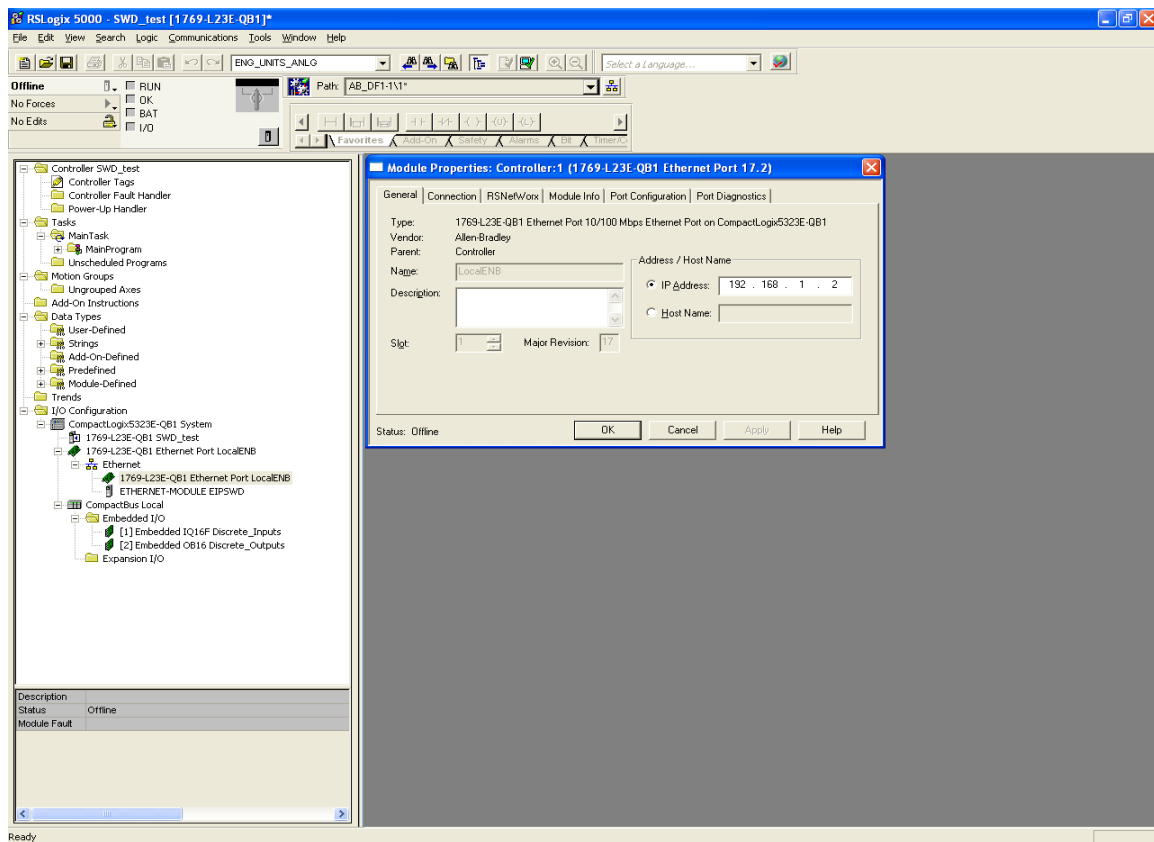 RSLogix 5000 - SWD_test [1769-L23E-QB1]*
File Edit View Search Logic Communications Tools Window Help
ENG_UNITS_ANLG
Select a Language...
Offline
RUN
Path: AB_DF1-1\1*
No Forces
OK
BAT
No Edits
I/O
Favorites Add-On Safety Alarms Bit Timer/C
Controller SWD_test
Controller Tags
Controller Fault Handler
Power-Up Handler
Tasks
MainTask
MainProgram
Unscheduled Programs
Motion Groups
Ungrouped Axes
Add-On Instructions
Data Types
User-Defined
Strings
Add-On-Defined
Predefined
Module-Defined
Trends
I/O Configuration
CompactLogix5323E-QB1 System
1769-L23E-QB1 SWD_test
1769-L23E-QB1 Ethernet Port LocalENB
Ethernet
1769-L23E-QB1 Ethernet Port LocalENB
ETHERNET-MODULE EIPSWD
CompactBus Local
Embedded I/O
[1] Embedded IQ16F Discrete_Inputs
[2] Embedded OB16 Discrete_Outputs
Expansion I/O
Description
Status Offline
Module Fault
Module Properties: Controller:1 (1769-L23E-QB1 Ethernet Port 17.2)
General Connection RSNetWorx Module Info Port Configuration Port Diagnostics
Type: 1769-L23E-QB1 Ethernet Port 10/100 Mbps Ethernet Port on CompactLogix5323E-QB1
Vendor: Allen-Bradley
Parent: Controller
Name: LocalENB
Description:
Address / Host Name
IP Address: 192 . 168 . 1 . 2
Host Name:
Slot: 1 Major Revision: 17
Status: Offline
OK Cancel Apply Help
Ready